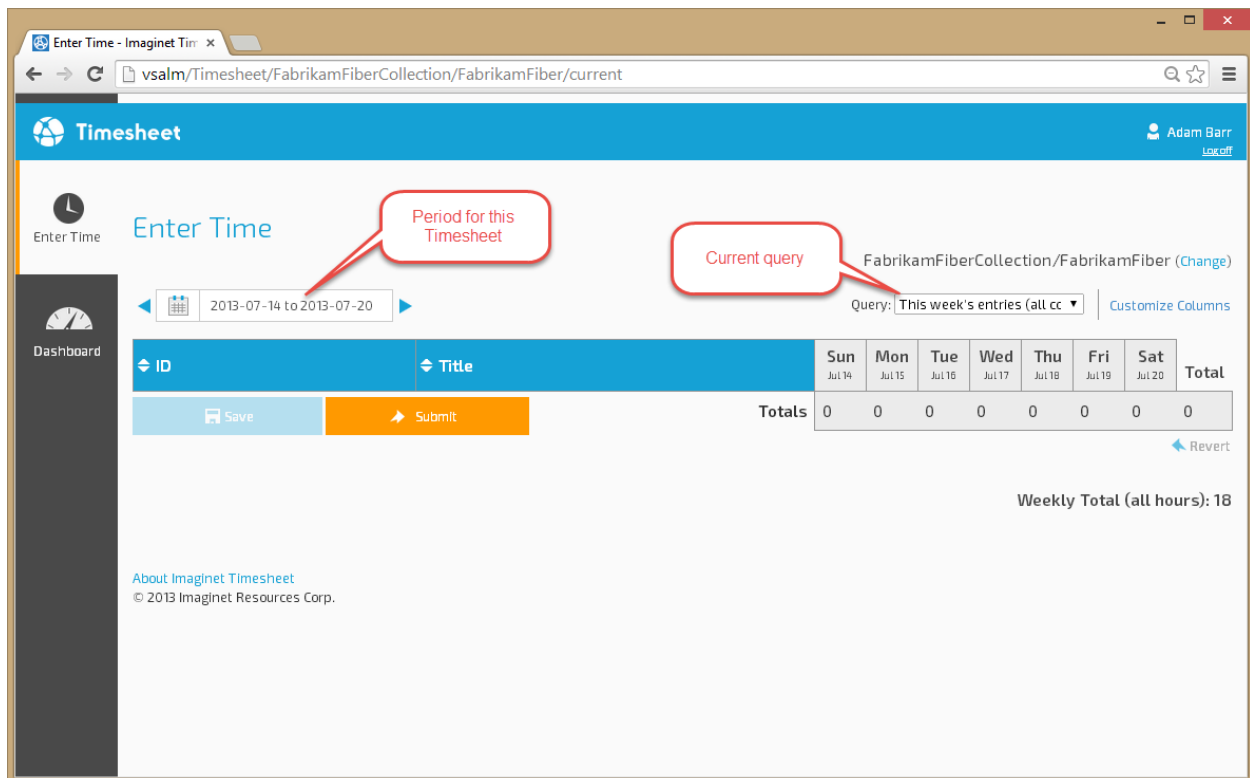 Enter Time - Imaginet Tim
vsalm/Timesheet/FabrikamFiberCollection/FabrikamFiber/current
Timesheet
Adam Barr
Log off
Enter Time
Enter Time
Period for this
Timesheet
Current query
FabrikamFiberCollection/FabrikamFiber (Change)
2013-07-14 to 2013-07-20
Query: This week's entries (all cc
Customize Columns
Dashboard
ID
Title
Sun Mon Tue Wed Thu Fri Sat Total
Jul 14 Jul 15 Jul 16 Jul 17 Jul 18 Jul 19 Jul 20
Save
Submit
Totals 0 0 0 0 0 0 0 0
Revert
Weekly Total (all hours): 18
About Imaginet Timesheet
© 2013 Imaginet Resources Corp.